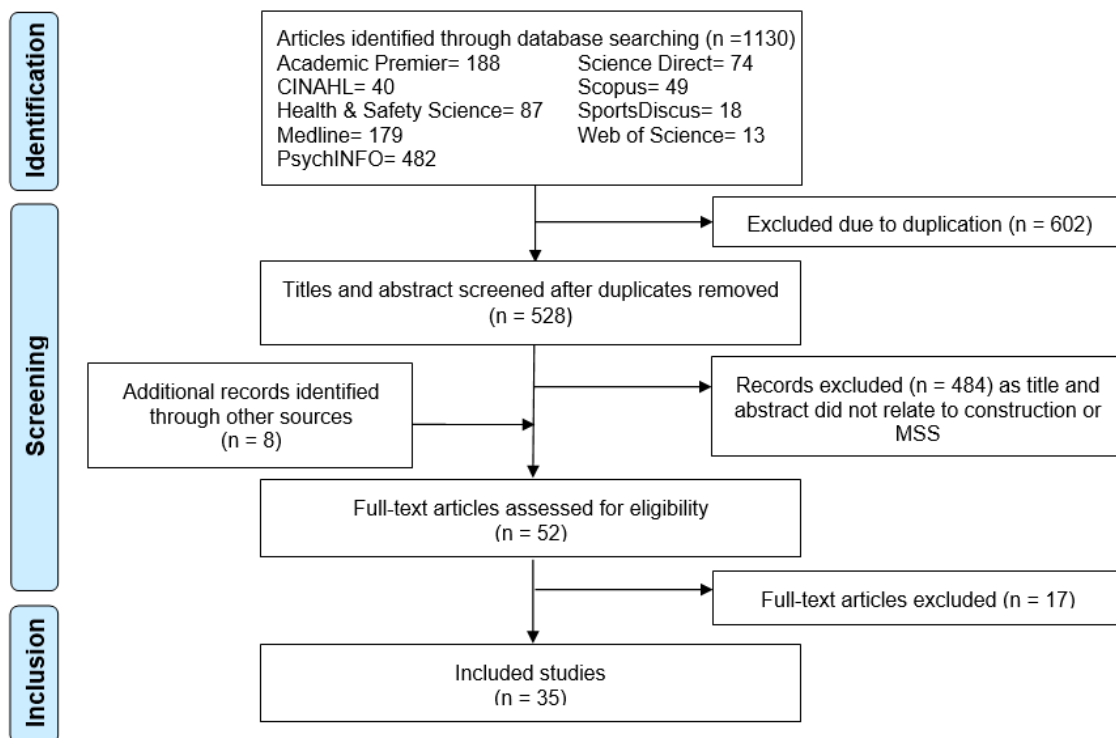 Identification
Articles identified through database searching (n =1130)
Academic Premier= 188
Science Direct= 74
CINAHL= 40
Scopus= 49
Health & Safety Science= 87
SportsDiscus= 18
Medline= 179
Web of Science= 13
PsychINFO= 482
Screening
Excluded due to duplication (n = 602)
Titles and abstract screened after duplicates removed
(n = 528)
Additional records identified
through other sources
(n = 8)
Records excluded (n = 484) as title and
abstract did not relate to construction or
MSS
Full-text articles assessed for eligibility
(n = 52)
Full-text articles excluded (n = 17)
Inclusion
Included studies
(n = 35)